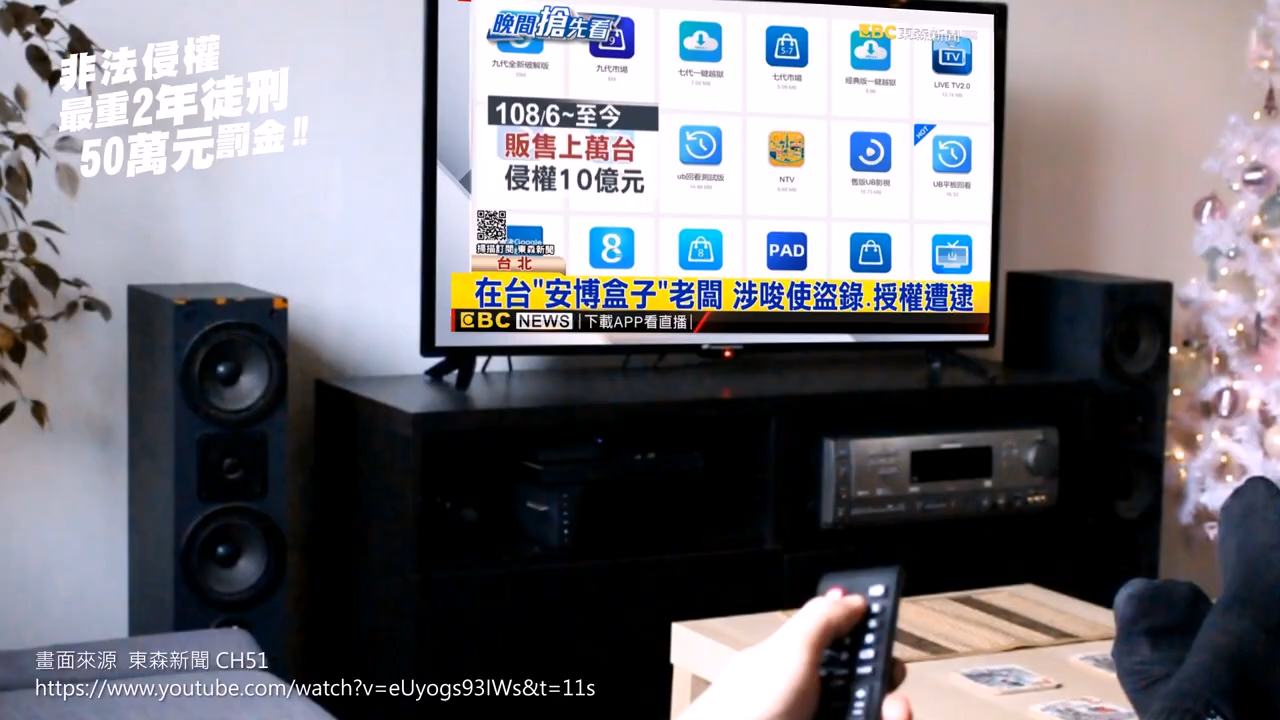 非法侵權
最重2年徒刑
50萬元罰金!!
晚間搶先看
EBC 東森新聞
九代全新破解版
九代市場
七代一鍵越獄
七代市場
經典版一鍵越獄
LIVE TV2.0
108/6~至今
販售上萬台
侵權10億元
ub回看測試版
NTV
舊版UB影視
HOT
UB平板回看
掃描訂閱 東森新聞
台北
8
PAD
在台"安博盒子"老闆 涉唆使盜錄.授權遭逮
EBC NEWS 下載APP看直播
畫面來源 東森新聞 CH51
https://www.youtube.com/watch?v=eUyogs93IWs&t=11s